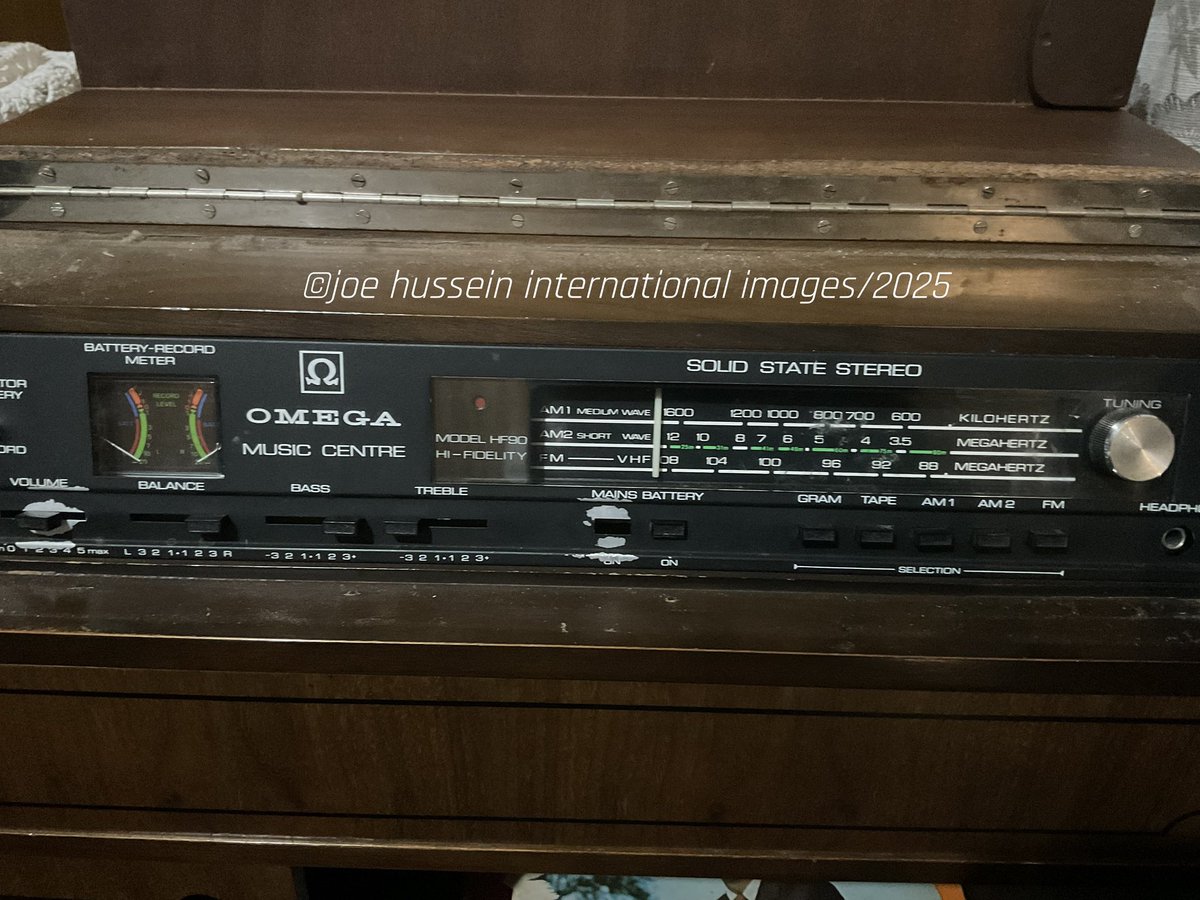 ©joe hussein international images/2025
BATTERY-RECORD
METER
RECORD
LEVEL
Ω
OMEGA
MUSIC CENTRE
SOLID STATE STEREO
MODEL HF90
HI-FIDELITY
AM1 MEDIUM WAVE 1600 1200 1000 800 700 600 KILOHERTZ
AM2 SHORT WAVE 12 10 8 7 6 5 4 3.5 MEGAHERTZ
FM VHF 08 104 100 96 92 88 MEGAHERTZ
TUNING
VOLUME
BALANCE
BASS
TREBLE
MAINS BATTERY
GRAM TAPE AM1 AM2 FM
0 1 2 3 4 5 max
L 3 2 1·1 2 3 R
-3 2 1·1 2 3+
-3 2 1·1 2 3+
ON
ON
SELECTION